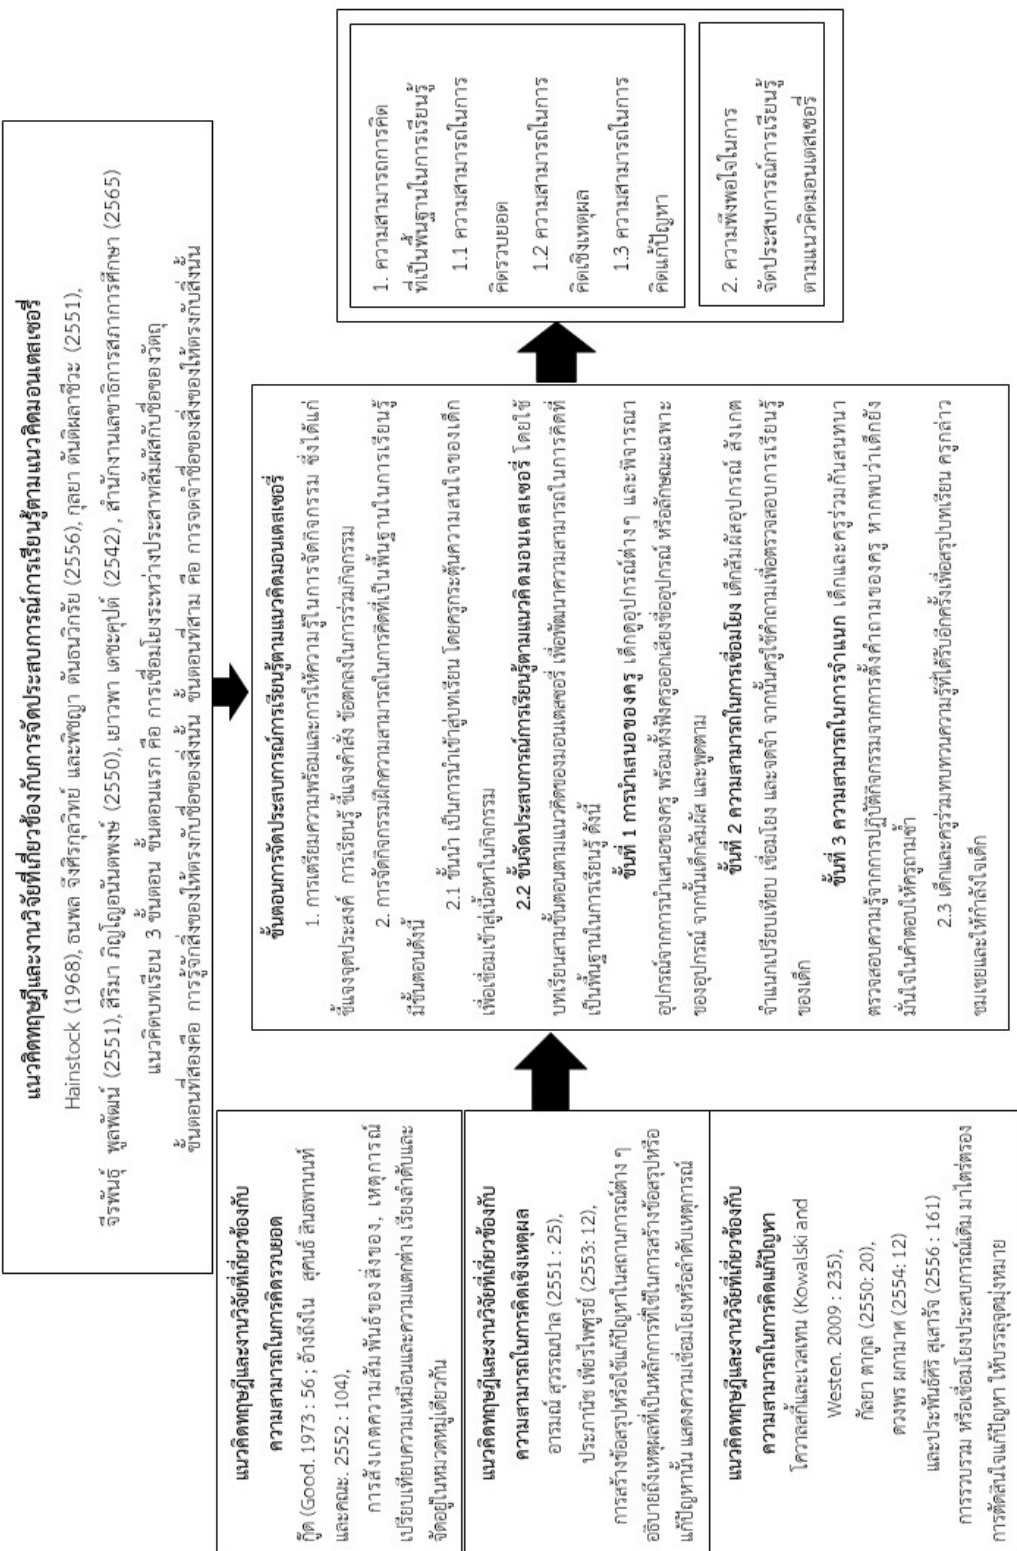 แนวคิดทฤษฎีและงานวิจัยที่เกี่ยวข้องกับการจัดประสบการณ์การเรียนรู้ตามแนวคิดมอนเตสเซอรี่
Hainstock (1968), ธนพล จึงศิรกุลวิทย์ และพิชญา ตันธนวิกรัย (2556), กุลยา ตันติผลาชีวะ (2551),
จีรพันธุ์ พูลพัฒน์ (2551), สิริมา ภิญโญอนันตพงษ์ (2550), เยาวพา เดชะคุปต์ (2542), สำนักงานเลขาธิการสภาการศึกษา (2565)
แนวคิดบทเรียน 3 ขั้นตอน ขั้นตอนแรก คือ การเชื่อมโยงระหว่างประสาทสัมผัสกับชื่อของวัตถุ
ขั้นตอนที่สองคือ การรู้จักสิ่งของให้ตรงกับชื่อของสิ่งนั้น ขั้นตอนที่สาม คือ การจดจำชื่อของสิ่งของให้ตรงกับสิ่งนั้น
แนวคิดทฤษฎีและงานวิจัยที่เกี่ยวข้องกับ
ความสามารถในการคิดรวบยอด
กู๊ด (Good. 1973 : 56 ; อ้างถึงใน สุคนธ์ สินธพานนท์
และคณะ. 2552 : 104),
การสังเกตความสัมพันธ์ของสิ่งของ, เหตุการณ์
เปรียบเทียบความเหมือนและความแตกต่าง เรียงลำดับและ
จัดอยู่ในหมวดหมู่เดียวกัน
แนวคิดทฤษฎีและงานวิจัยที่เกี่ยวข้องกับ
ความสามารถในการคิดเชิงเหตุผล
อารมณ์ สุวรรณปาล (2551 : 25),
ประภานิช เพียรไพฑูรย์ (2553: 12),
การสร้างข้อสรุปหรือใช้แก้ปัญหาในสถานการณ์ต่าง ๆ
อธิบายถึงเหตุผลที่เป็นหลักการที่ใช้ในการสร้างข้อสรุปหรือ
แก้ปัญหานั้น แสดงความเชื่อมโยงหรือลำดับเหตุการณ์
แนวคิดทฤษฎีและงานวิจัยที่เกี่ยวข้องกับ
ความสามารถในการคิดแก้ปัญหา
โควาลสกี้และเวสเทน (Kowalski and
Westen. 2009 : 235),
กัลยา ตากูล (2550: 20),
ดวงพร ผกามาศ (2554: 12)
และประพันธ์ศิริ สุเสารัจ (2556 : 161)
การรวบรวม หรือเชื่อมโยงประสบการณ์เดิม มาไตร่ตรอง
การตัดสินใจแก้ปัญหา ให้บรรลุจุดมุ่งหมาย
ขั้นตอนการจัดประสบการณ์การเรียนรู้ตามแนวคิดมอนเตสเซอรี่
1. การเตรียมความพร้อมและการให้ความรู้ในการจัดกิจกรรม ซึ่งได้แก่
ชี้แจงจุดประสงค์ การเรียนรู้ ชี้แจงคำสั่ง ข้อตกลงในการร่วมกิจกรรม
2. การจัดกิจกรรมฝึกความสามารถในการคิดที่เป็นพื้นฐานในการเรียนรู้
มีขั้นตอนดังนี้
2.1 ขั้นนำ เป็นการนำเข้าสู่บทเรียน โดยครูกระตุ้นความสนใจของเด็ก
เพื่อเชื่อมเข้าสู่เนื้อหาในกิจกรรม
2.2 ขั้นจัดประสบการณ์การเรียนรู้ตามแนวคิดมอนเตสเซอรี่ โดยใช้
บทเรียนสามขั้นตอนตามแนวคิดของมอนเตสซอรี่ เพื่อพัฒนาความสามารถในการคิดที่
เป็นพื้นฐานในการเรียนรู้ ดังนี้
ขั้นที่ 1 การนำเสนอของครู เด็กดูอุปกรณ์ต่างๆ และพิจารณา
อุปกรณ์จากการนำเสนอของครู พร้อมทั้งฟังครูออกเสียงชื่ออุปกรณ์ หรือลักษณะเฉพาะ
ของอุปกรณ์ จากนั้นเด็กสัมผัส และพูดตาม
ขั้นที่ 2 ความสามารถในการเชื่อมโยง เด็กสัมผัสอุปกรณ์ สังเกต
จำแนกเปรียบเทียบ เชื่อมโยง และจดจำ จากนั้นครูใช้คำถามเพื่อตรวจสอบการเรียนรู้
ของเด็ก
ขั้นที่ 3 ความสามารถในการจำแนก เด็กและครูร่วมกันสนทนา
ตรวจสอบความรู้จากการปฏิบัติกิจกรรมจากการตั้งคำถามของครู หากพบว่าเด็กยัง
มั่นใจในคำตอบให้ครูถามซ้ำ
2.3 เด็กและครูร่วมทบทวนความรู้ที่ได้รับอีกครั้งเพื่อสรุปบทเรียน ครูกล่าว
ชมเชยและให้กำลังใจเด็ก
1. ความสามารถการคิด
ที่เป็นพื้นฐานในการเรียนรู้
1.1 ความสามารถในการ
คิดรวบยอด
1.2 ความสามารถในการ
คิดเชิงเหตุผล
1.3 ความสามารถในการ
คิดแก้ปัญหา
2. ความพึงพอใจในการ
จัดประสบการณ์การเรียนรู้
ตามแนวคิดมอนเตสเซอรี่